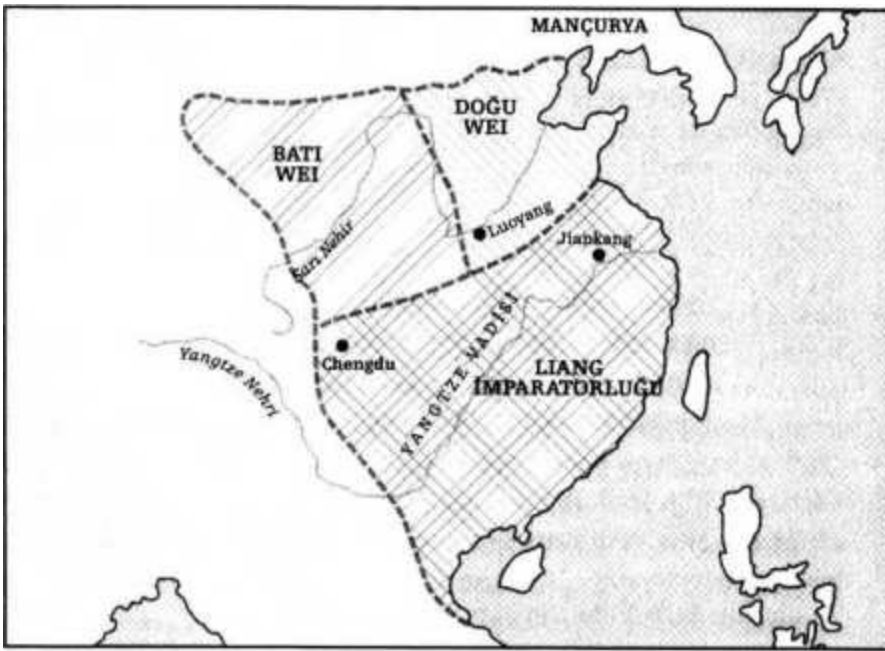 MANÇURYA
DOĞU
WEI
BATI
WEI
Luoyang
Jiankang
Sarı Nehir
Yangtze Nehri
Chengdu
YANGTZE VADİSİ
LIANG
İMPARATORLUĞU